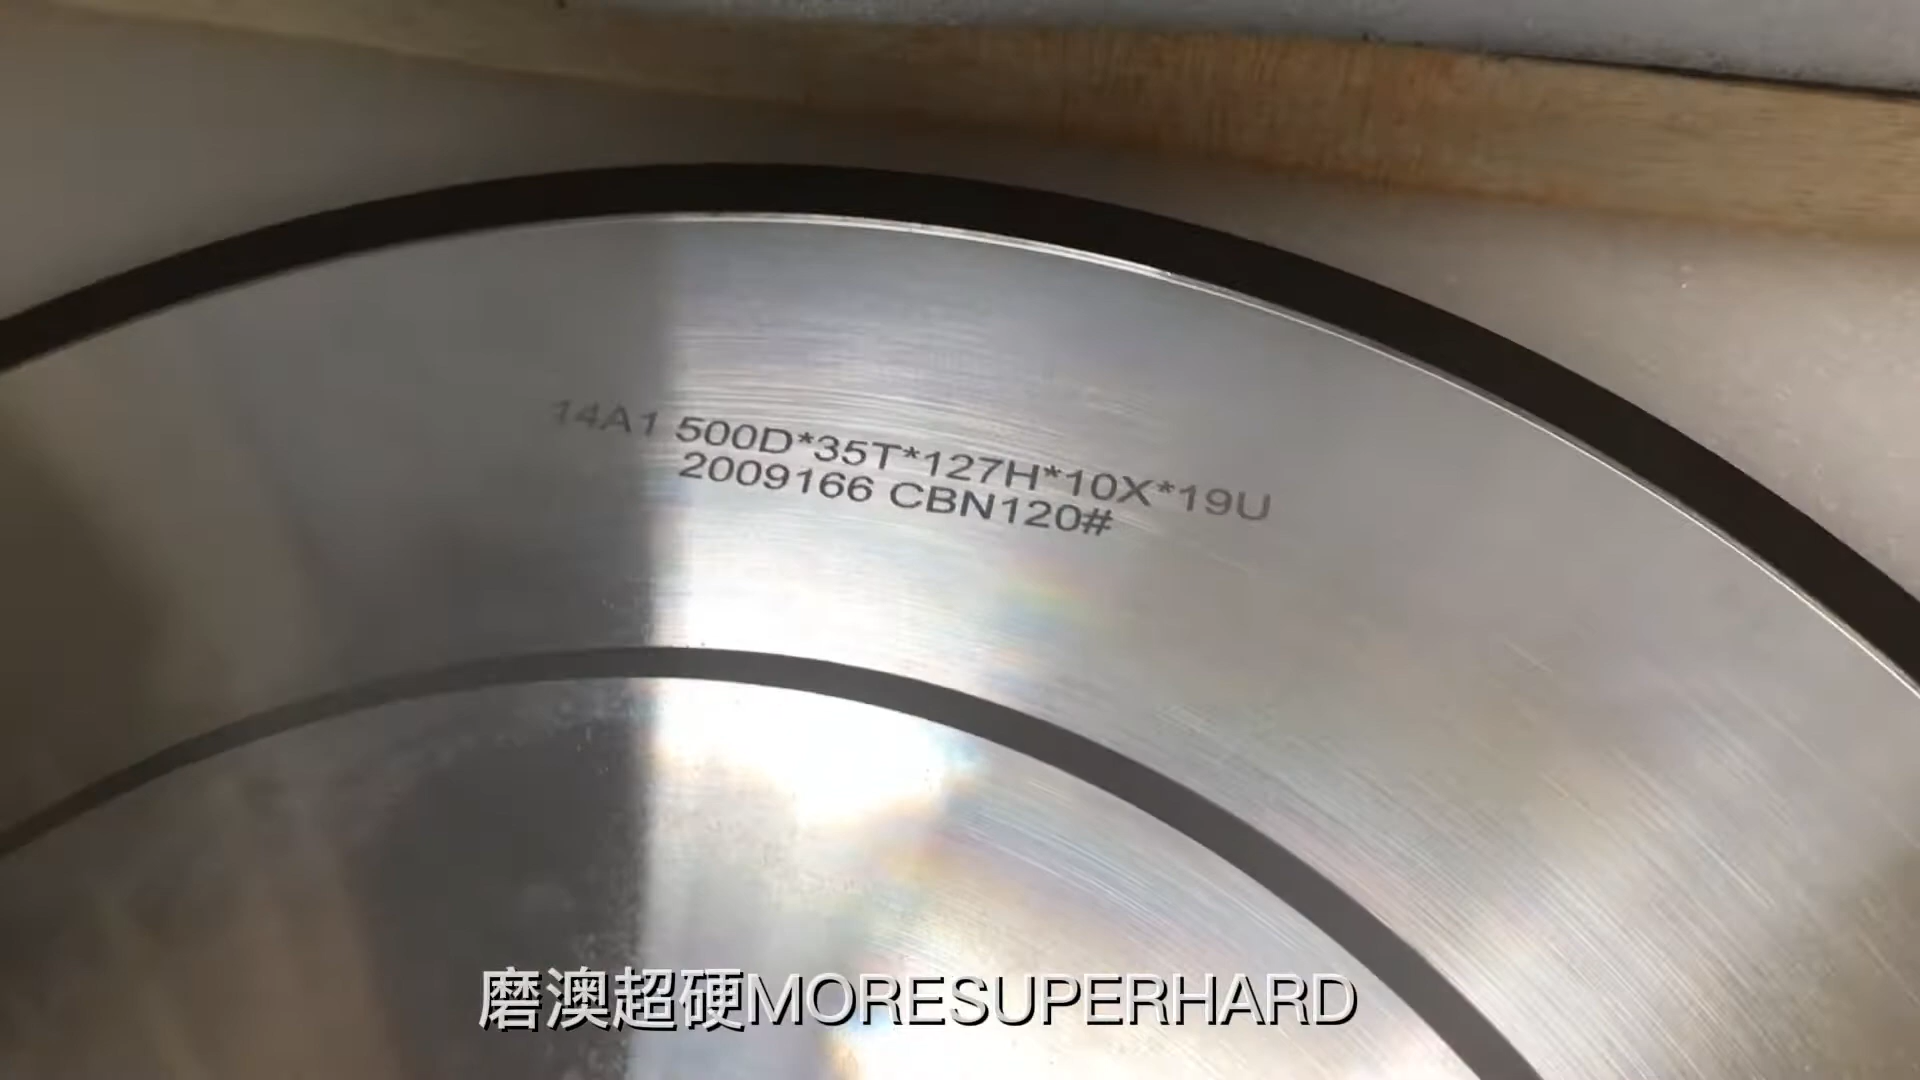 14A1 500D*35T*127H*10X*19U
2009166 CBN120#
磨澳超硬MORESUPERHARD